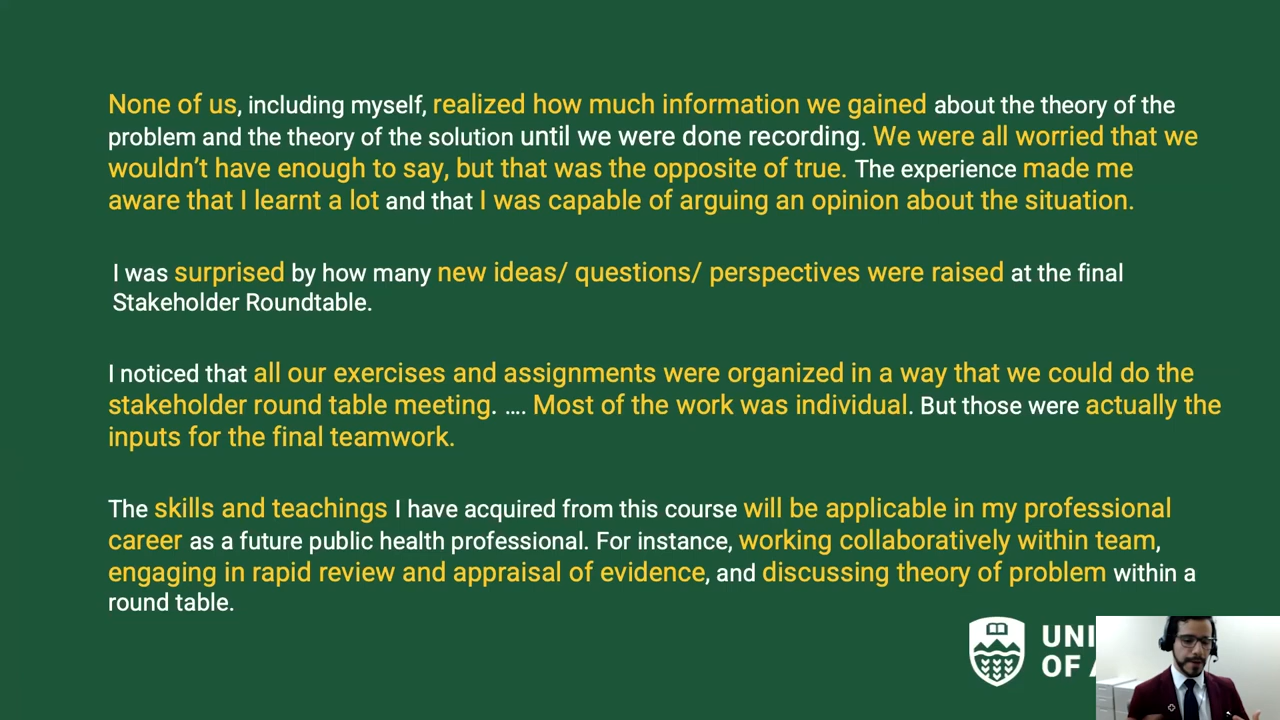 None of us, including myself, realized how much information we gained about the theory of the
problem and the theory of the solution until we were done recording. We were all worried that we
wouldn’t have enough to say, but that was the opposite of true. The experience made me
aware that I learnt a lot and that I was capable of arguing an opinion about the situation.
I was surprised by how many new ideas/ questions/ perspectives were raised at the final
Stakeholder Roundtable.
I noticed that all our exercises and assignments were organized in a way that we could do the
stakeholder round table meeting. .... Most of the work was individual. But those were actually the
inputs for the final teamwork.
The skills and teachings I have acquired from this course will be applicable in my professional
career as a future public health professional. For instance, working collaboratively within team,
engaging in rapid review and appraisal of evidence, and discussing theory of problem within a
round table.
UNI
OF A